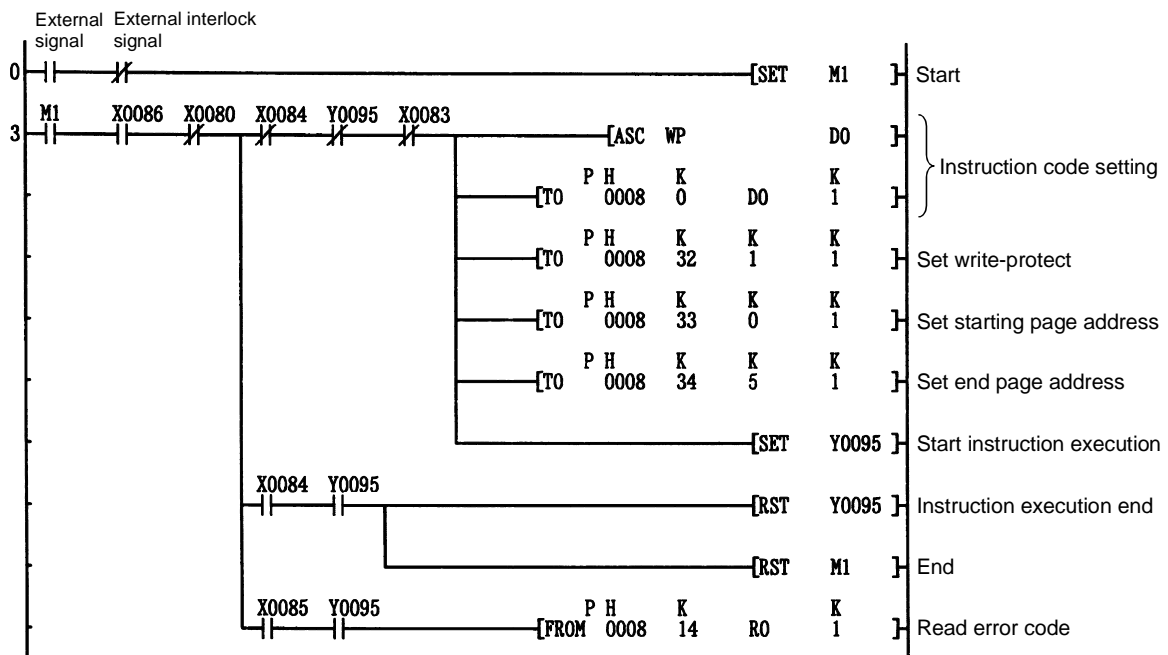 External External interlock
signal signal
0 [SET M1 ] Start
M1 X0086 X0080 X0084 Y0095 X0083
3 [ASC WP D0 ]
Instruction code setting
P H K K
[TO 0008 0 D0 1 ]
P H K K K
[TO 0008 32 1 1 ] Set write-protect
P H K K K
[TO 0008 33 0 1 ] Set starting page address
P H K K K
[TO 0008 34 5 1 ] Set end page address
[SET Y0095 ] Start instruction execution
X0084 Y0095
[RST Y0095 ] Instruction execution end
[RST M1 ] End
X0085 Y0095 P H K K
[FROM 0008 14 R0 1 ] Read error code